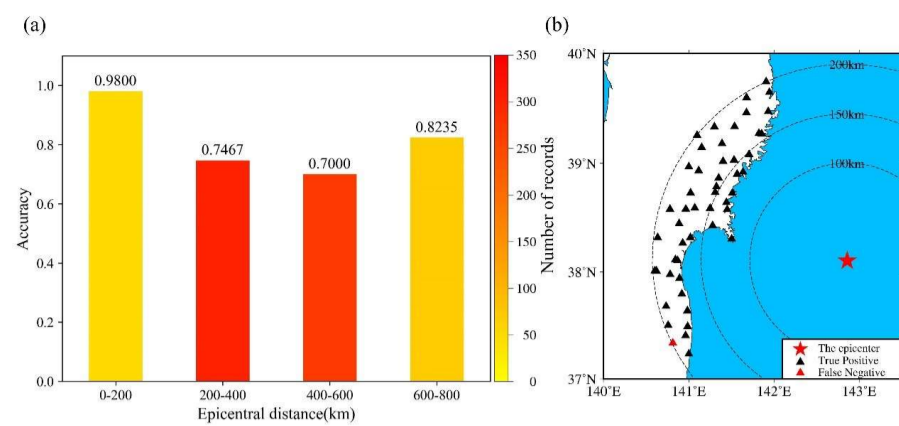 (a)
Accuracy
1.0
0.8
0.6
0.4
0.2
0.0
0.9800
0.7467
0.7000
0.8235
0-200
200-400
400-600
600-800
Epicentral distance(km)
350
300
250
200
150
100
50
0
Number of records
(b)
40°N
39°N
38°N
37°N
200km
150km
100km
The epicenter
True Positive
False Negative
140°E
141°E
142°E
143°E